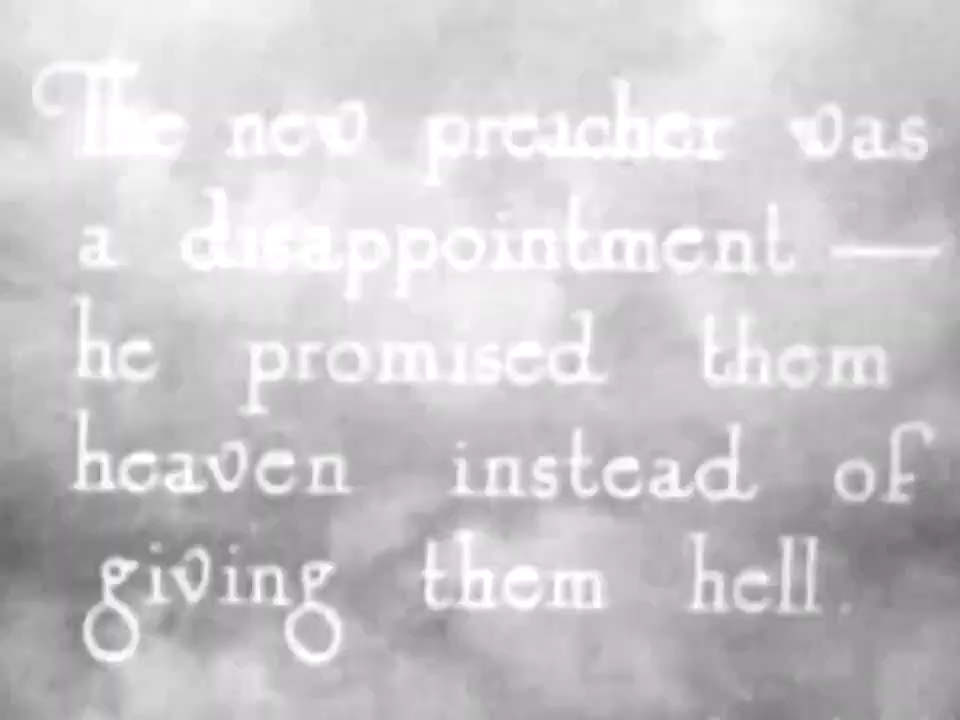 The new preacher was
a disappointment —
he promised them
heaven instead of
giving them hell.